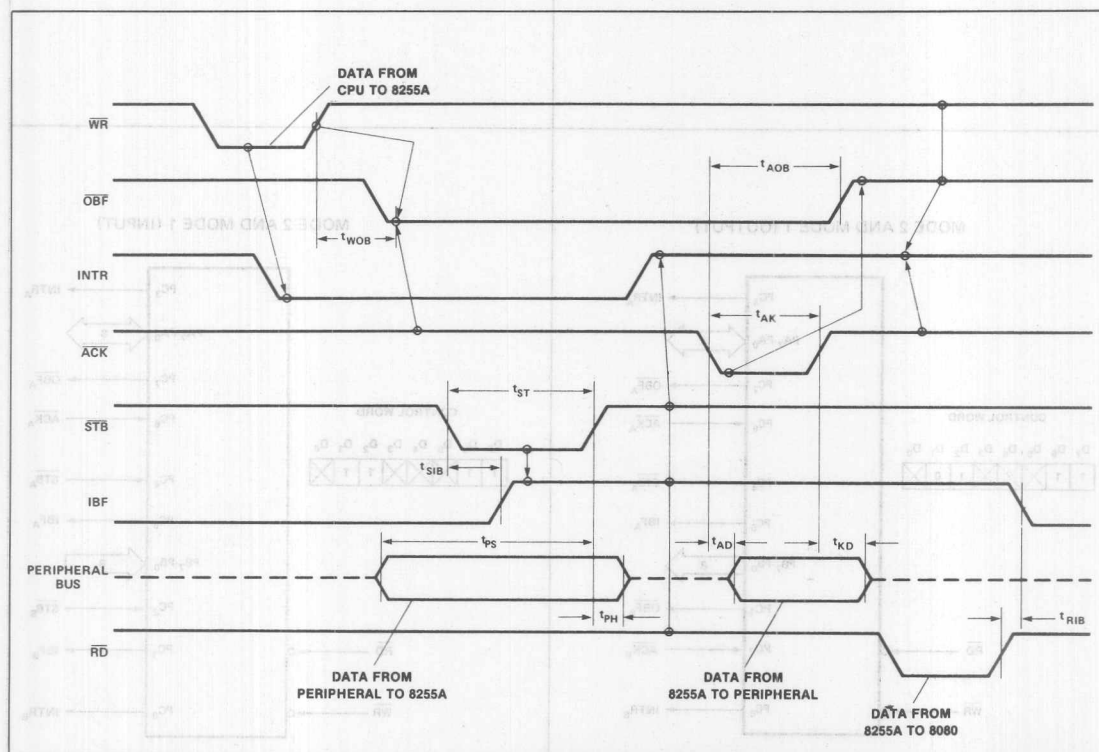 DATA FROM
CPU TO 8255A
WR
tAOB
OBF
tWOB
INTR
tAK
ACK
tST
STB
tSIB
IBF
tPS
tAD
tKD
PERIPHERAL
BUS
tPH
tRIB
RD
DATA FROM
PERIPHERAL TO 8255A
DATA FROM
8255A TO PERIPHERAL
DATA FROM
8255A TO 8080
MODE 2 AND MODE 1 (OUTPUT)
MODE 2 AND MODE 1 (INPUT)
CONTROL WORD